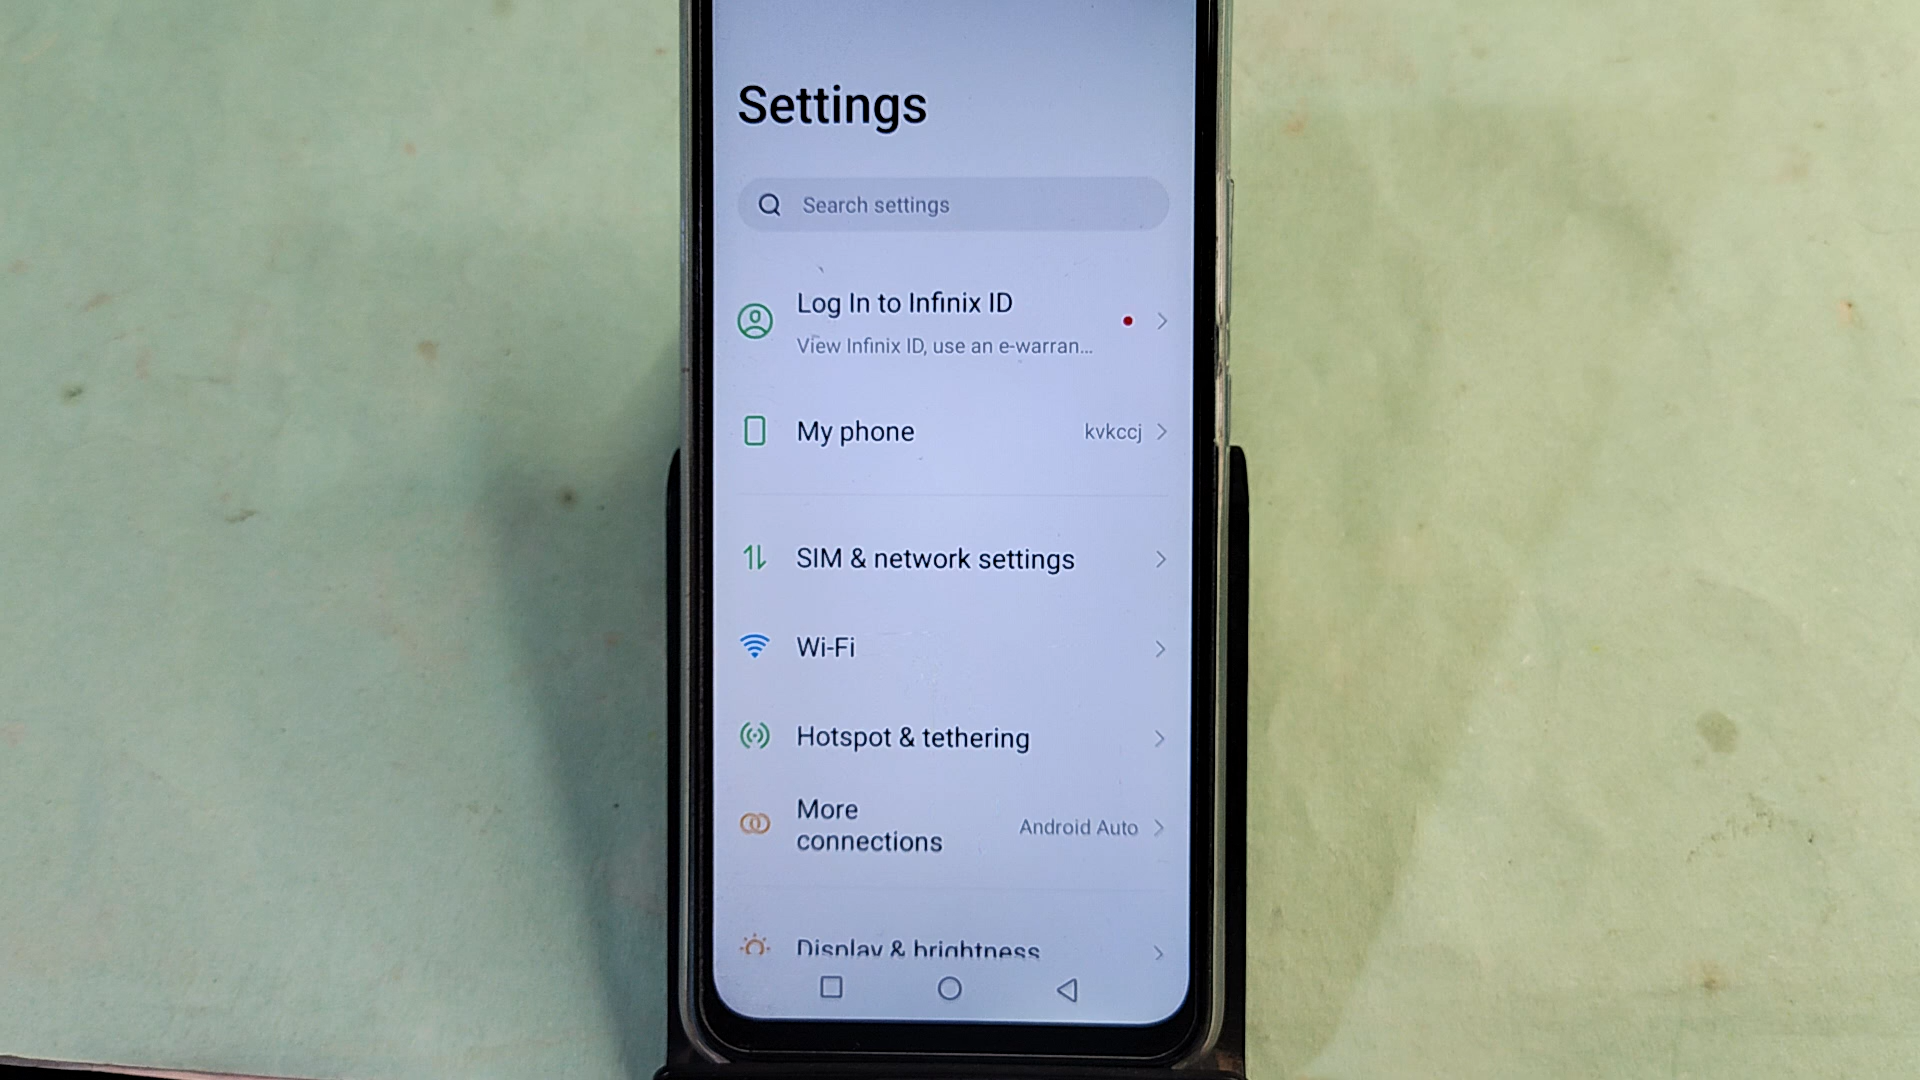 Settings
Search settings
Log In to Infinix ID
View Infinix ID, use an e-warran...
My phone kvkccj
SIM & network settings
Wi-Fi
Hotspot & tethering
More
connections Android Auto
Display & brightness